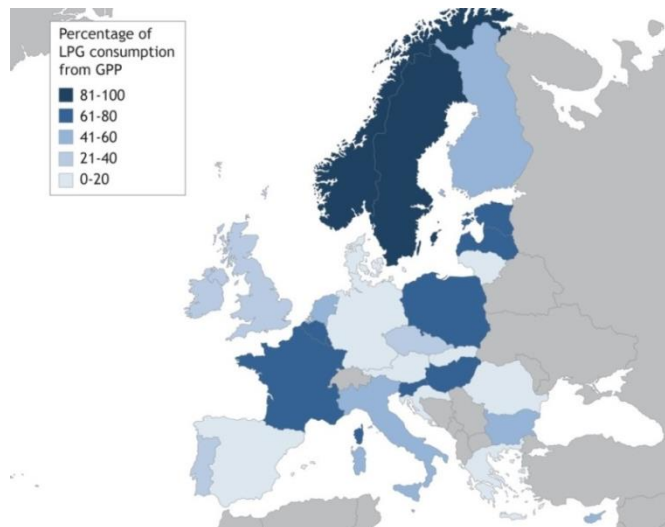 Percentage of
LPG consumption
from GPP
81-100
61-80
41-60
21-40
0-20